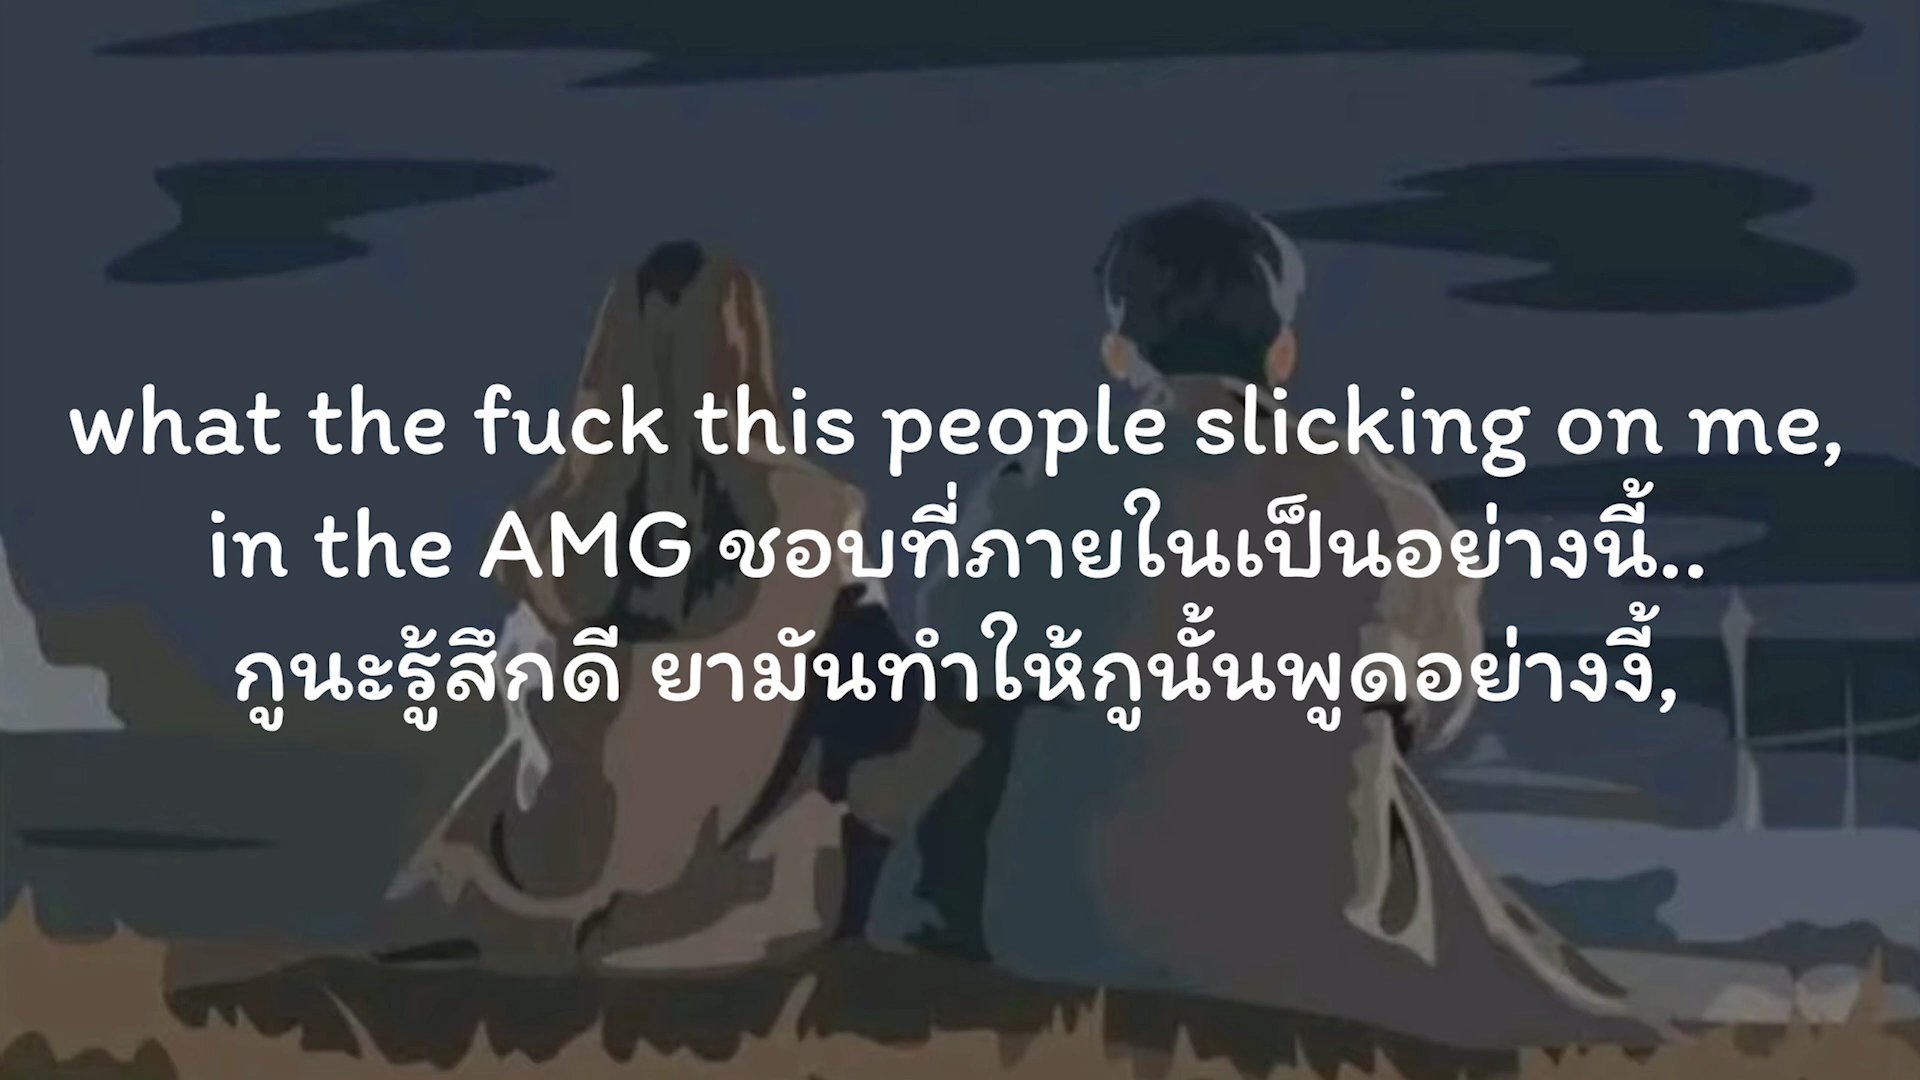 what the fuck this people slicking on me,
in the AMG ชอบที่ภายในเป็นอย่างนี้..
กูนะรู้สึกดี ยามันทำให้กูนั้นพูดอย่างงี้,